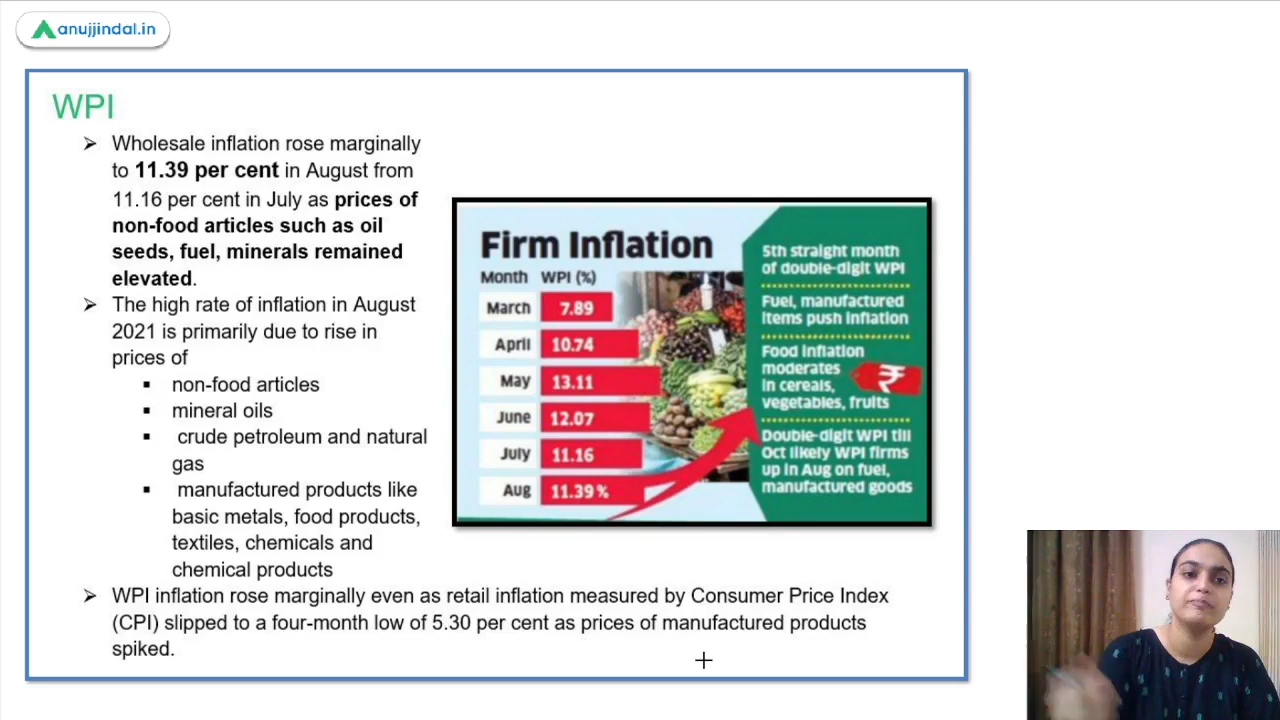 anujjindal.in
WPI
➢ Wholesale inflation rose marginally
to 11.39 per cent in August from
11.16 per cent in July as prices of
non-food articles such as oil
seeds, fuel, minerals remained
elevated.
➢ The high rate of inflation in August
2021 is primarily due to rise in
prices of
▪ non-food articles
▪ mineral oils
▪ crude petroleum and natural
gas
▪ manufactured products like
basic metals, food products,
textiles, chemicals and
chemical products
➢ WPI inflation rose marginally even as retail inflation measured by Consumer Price Index
(CPI) slipped to a four-month low of 5.30 per cent as prices of manufactured products
spiked.
Firm Inflation
Month WPI (%)
March 7.89
April 10.74
May 13.11
June 12.07
July 11.16
Aug 11.39%
5th straight month
of double-digit WPI
Fuel, manufactured
items push inflation
Food inflation
moderates
in cereals,
vegetables, fruits
₹
Double-digit WPI till
Oct likely WPI firms
up in Aug on fuel,
manufactured goods